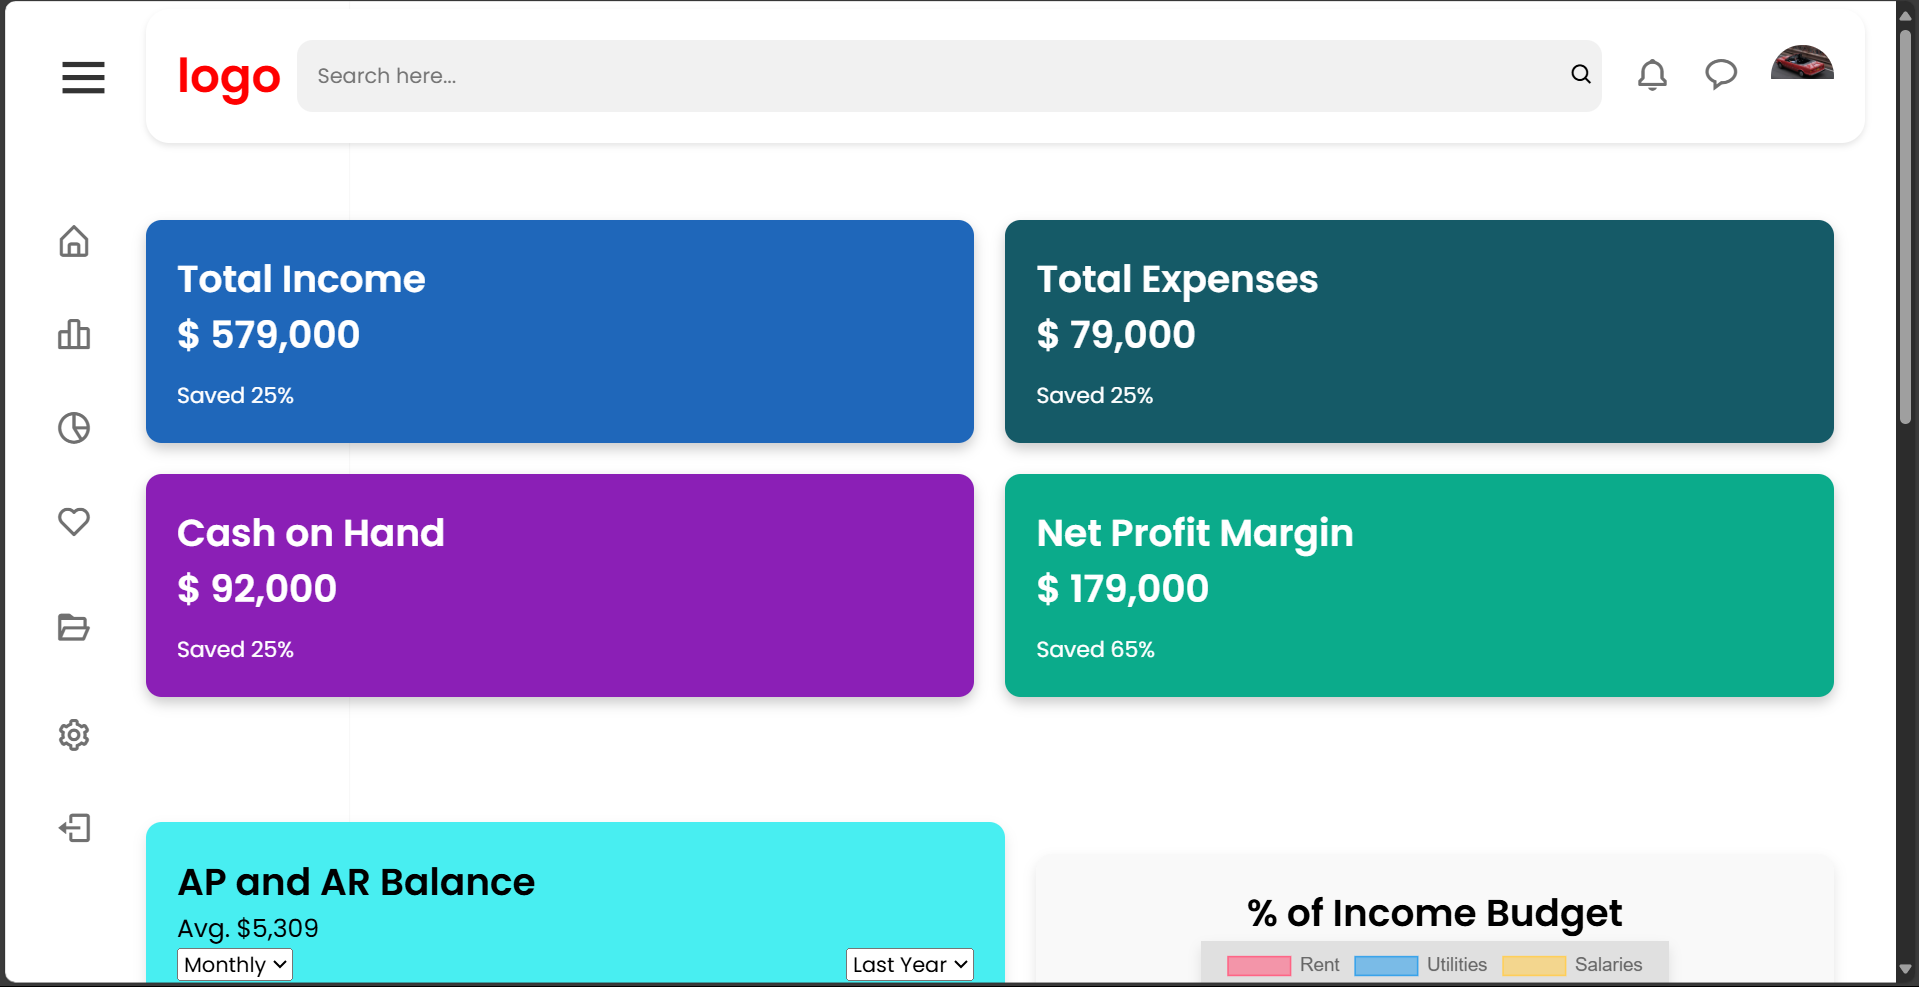 logo
Search here...
Total Income
$ 579,000
Saved 25%
Total Expenses
$ 79,000
Saved 25%
Cash on Hand
$ 92,000
Saved 25%
Net Profit Margin
$ 179,000
Saved 65%
AP and AR Balance
Avg. $5,309
Monthly
Last Year
% of Income Budget
Rent Utilities Salaries